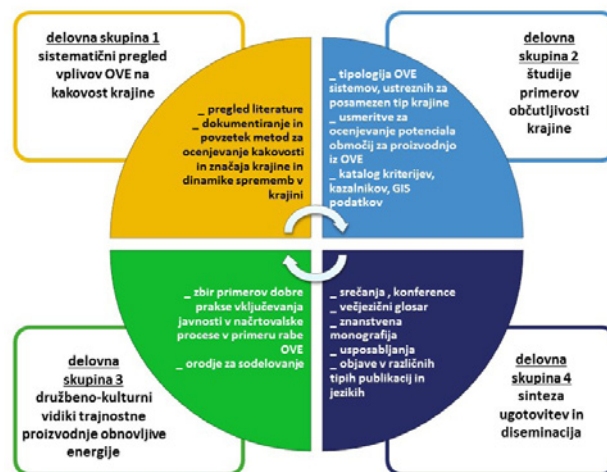 delovna skupina 1
sistematični pregled
vplivov OVE na
kakovost krajine
_ pregled literature
_ dokumentiranje in
povzetek metod za
ocenjevanje kakovosti
in značaja krajine in
dinamike sprememb v
krajini
_ tipologija OVE
sistemov, ustreznih za
posamezen tip krajine
_ usmeritve za
ocenjevanje potenciala
območij za proizvodnjo
iz OVE
_ katalog kriterijev,
kazalnikov, GIS
podatkov
delovna
skupina 2
študije
primerov
občutljivosti
krajine
_ zbir primerov dobre
prakse vključevanja
javnosti v načrtovalske
procese v primeru rabe
OVE
_ orodje za sodelovanje
delovna
skupina 3
družbeno-kulturni
vidiki trajnostne
proizvodnje obnovljive
energije
_ srečanja , konference
_ večjezični glosar
_ znanstvena
monografija
_ usposabljanja
_ objave v različnih
tipih publikacij in
jezikih
delovna
skupina 4
sinteza
ugotovitev in
diseminacija